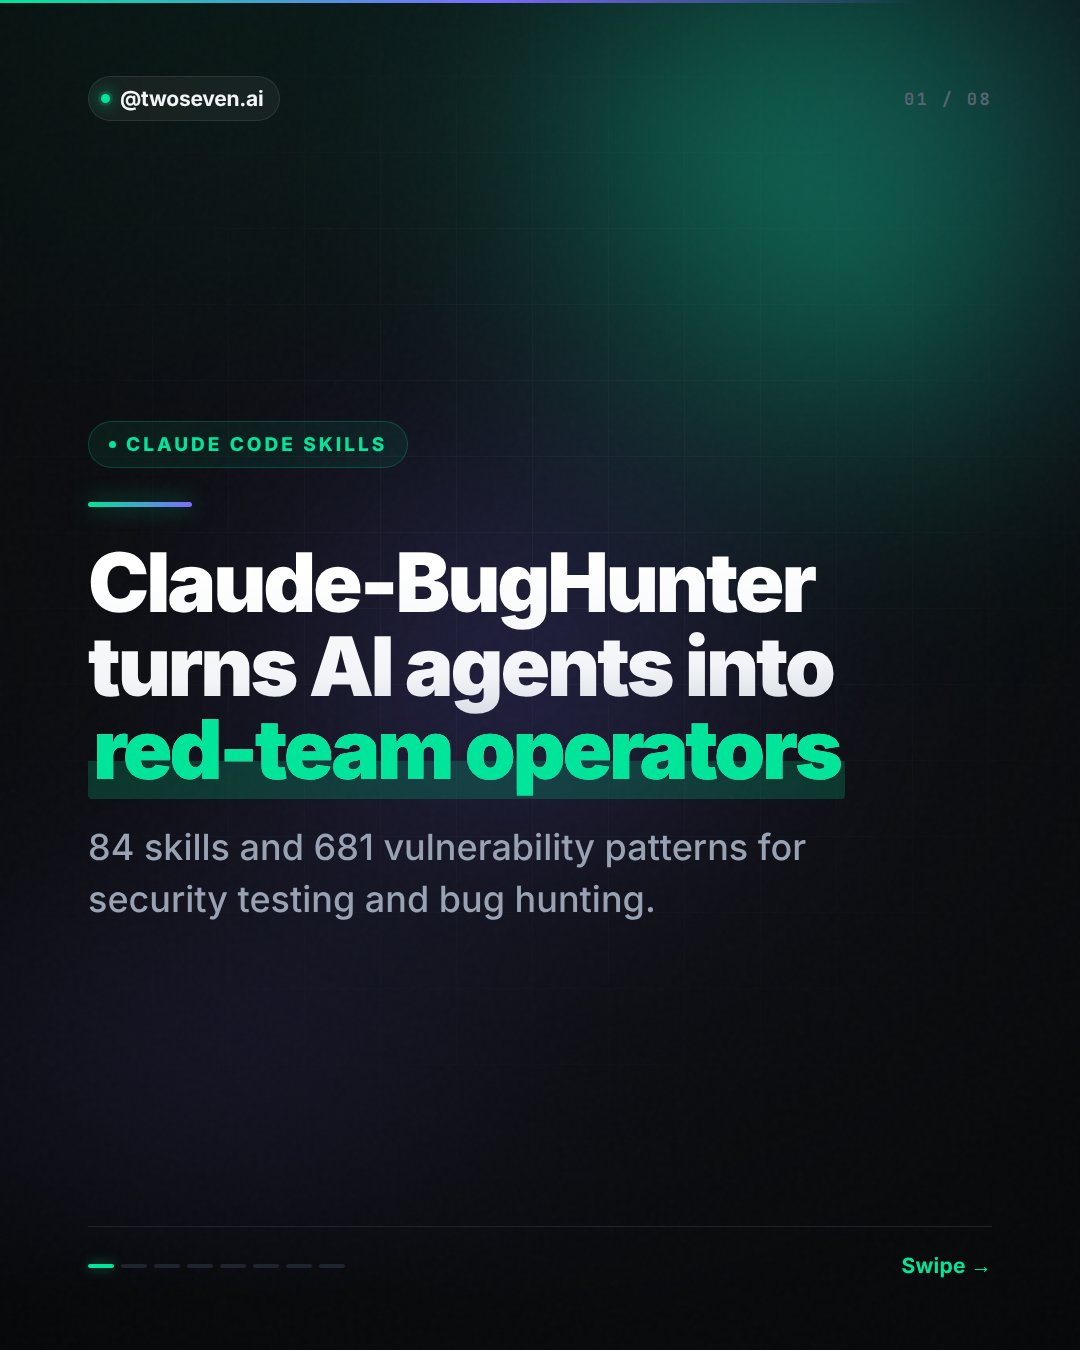 @twoseven.ai
01 / 08
CLAUDE CODE SKILLS
Claude-BugHunter
turns AI agents into
red-team operators
84 skills and 681 vulnerability patterns for
security testing and bug hunting.
Swipe →